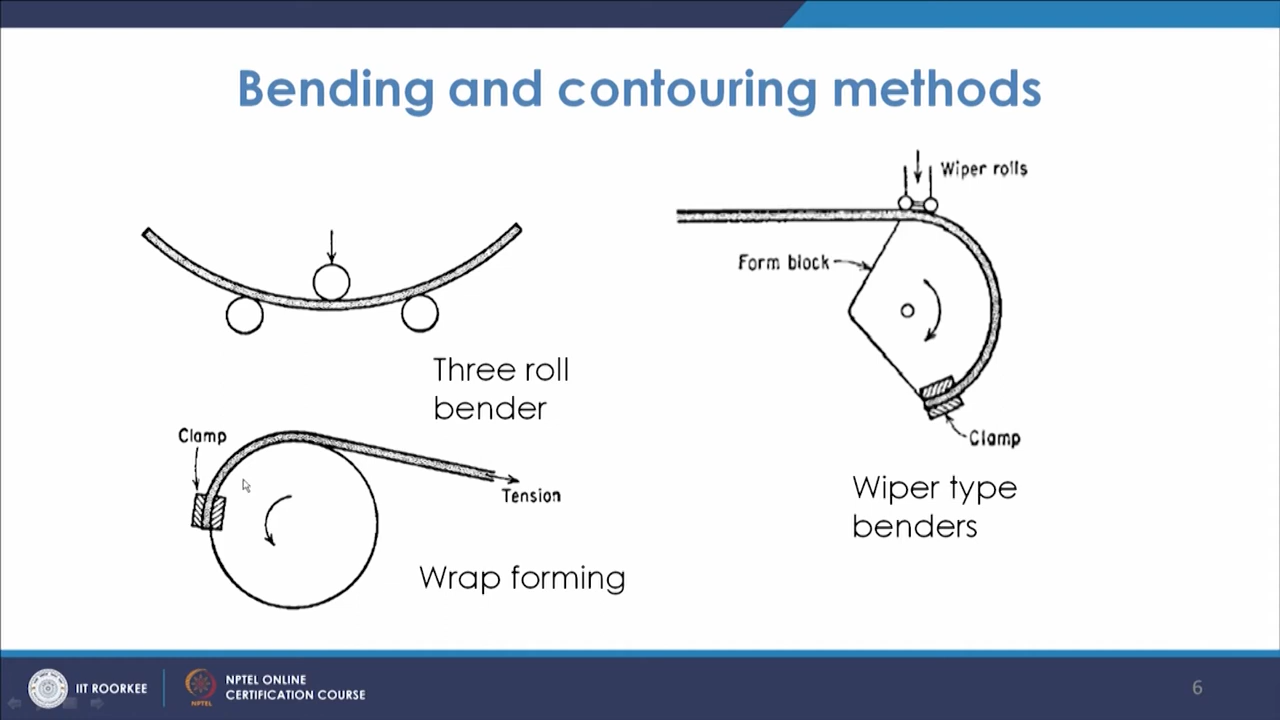 Bending and contouring methods
Wiper rolls
Form block
Three roll
bender
Clamp
Tension
Wrap forming
Clamp
Wiper type
benders
IIT ROORKEE
NPTEL
NPTEL ONLINE
CERTIFICATION COURSE
6